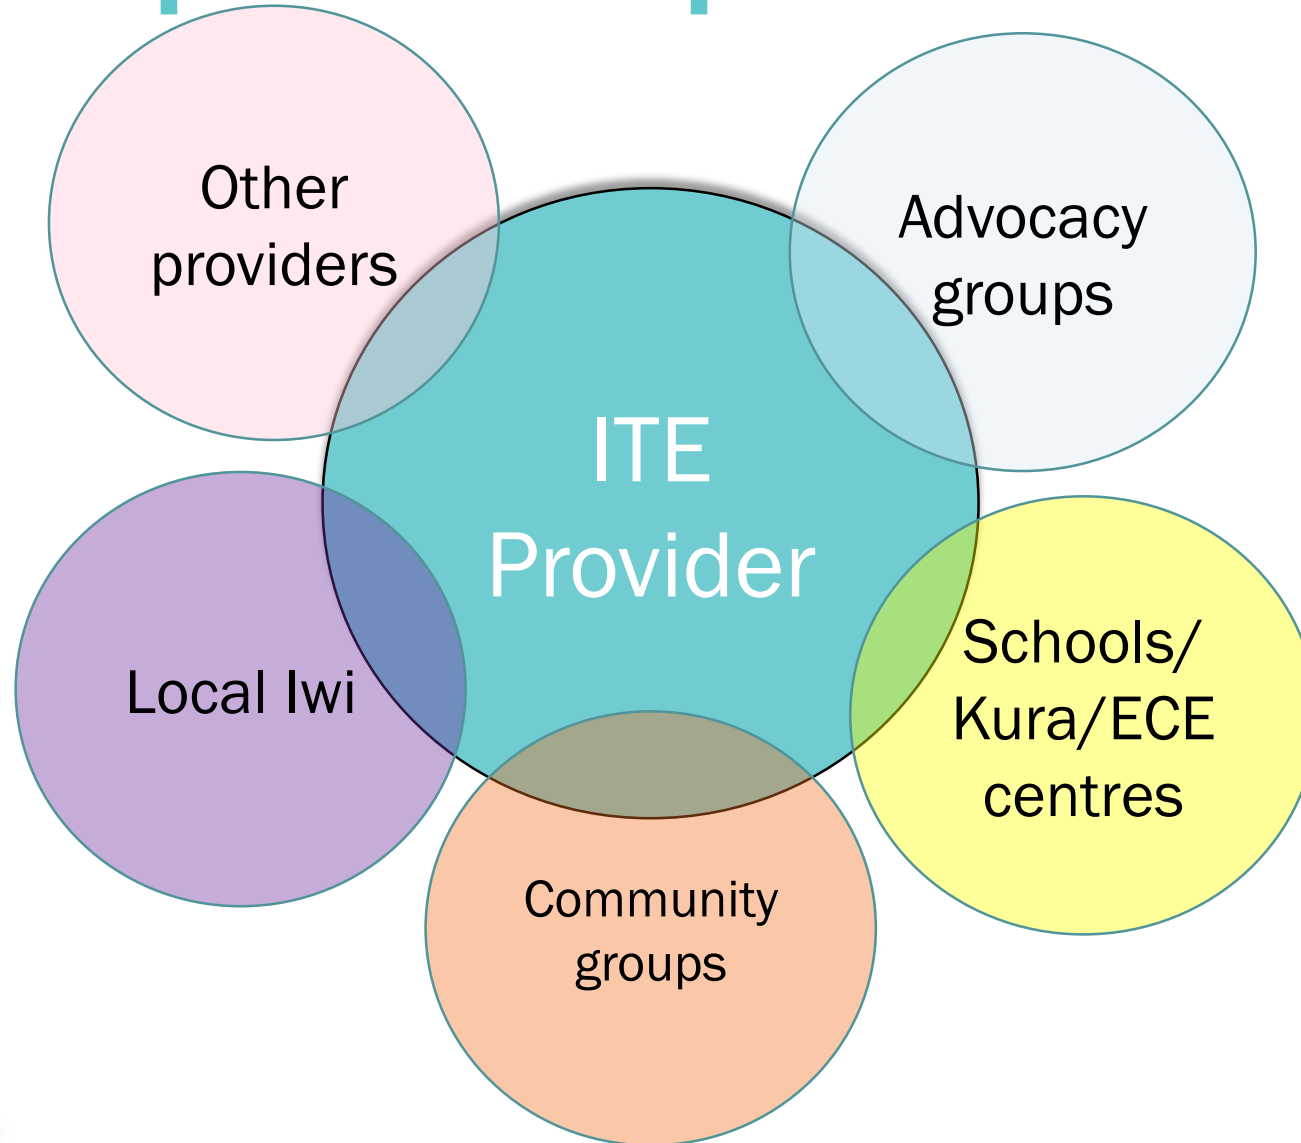 Other
providers
Advocacy
groups
ITE
Provider
Local Iwi
Schools/
Kura/ECE
centres
Community
groups